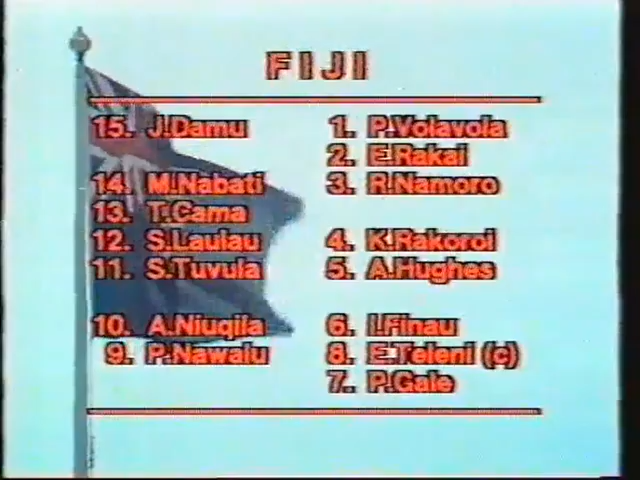 FIJI
15. J.Damu
14. M.Nabati
13. T.Cama
12. S.Laulau
11. S.Tuvula
10. A.Niuqila
9. P.Nawalu
1. P.Volavola
2. E.Rakai
3. R.Namoro
4. K.Rakoroi
5. A.Hughes
6. I.Finau
8. E.Teleni (c)
7. P.Gale